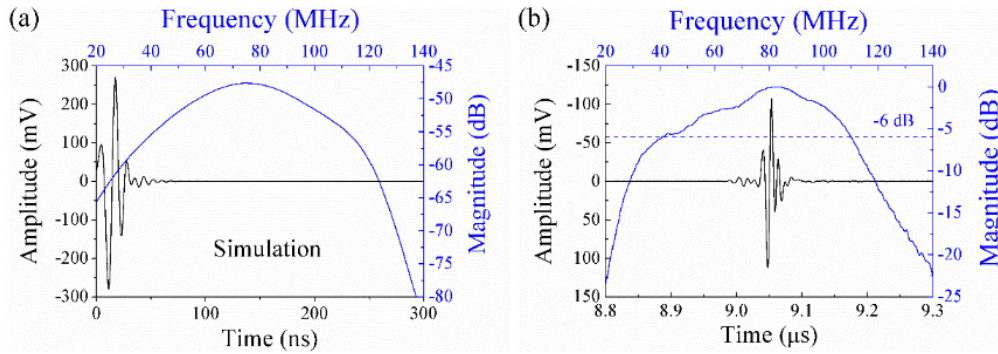 (a)
Frequency (MHz)
20 40 60 80 100 120 140
300
200
100
0
-100
-200
-300
Amplitude (mV)
-45
-50
-55
-60
-65
-70
-75
-80
Magnitude (dB)
Simulation
0 100 200 300
Time (ns)
(b)
Frequency (MHz)
20 40 60 80 100 120 140
-150
-100
-50
0
50
100
150
Amplitude (mV)
-6 dB
0
-5
-10
-15
-20
-25
Magnitude (dB)
8.8 8.9 9.0 9.1 9.2 9.3
Time (μs)